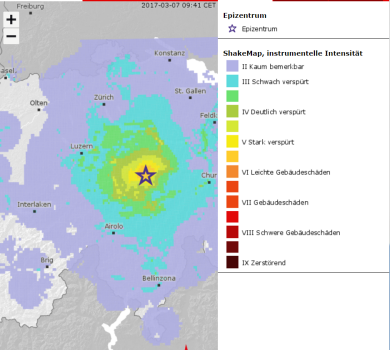 Freiburg
2017-03-07 09:41 CET
+
−
Konstanz
asel
St. Gallen
Olten
Zürich
Feldk
Luzern
Chur
Interlaken
Airolo
Brig
Bellinzona
Epizentrum
Epizentrum
ShakeMap, instrumentelle Intensität
II Kaum bemerkbar
III Schwach verspürt
IV Deutlich verspürt
V Stark verspürt
VI Leichte Gebäudeschäden
VII Gebäudeschäden
VIII Schwere Gebäudeschäden
IX Zerstörend